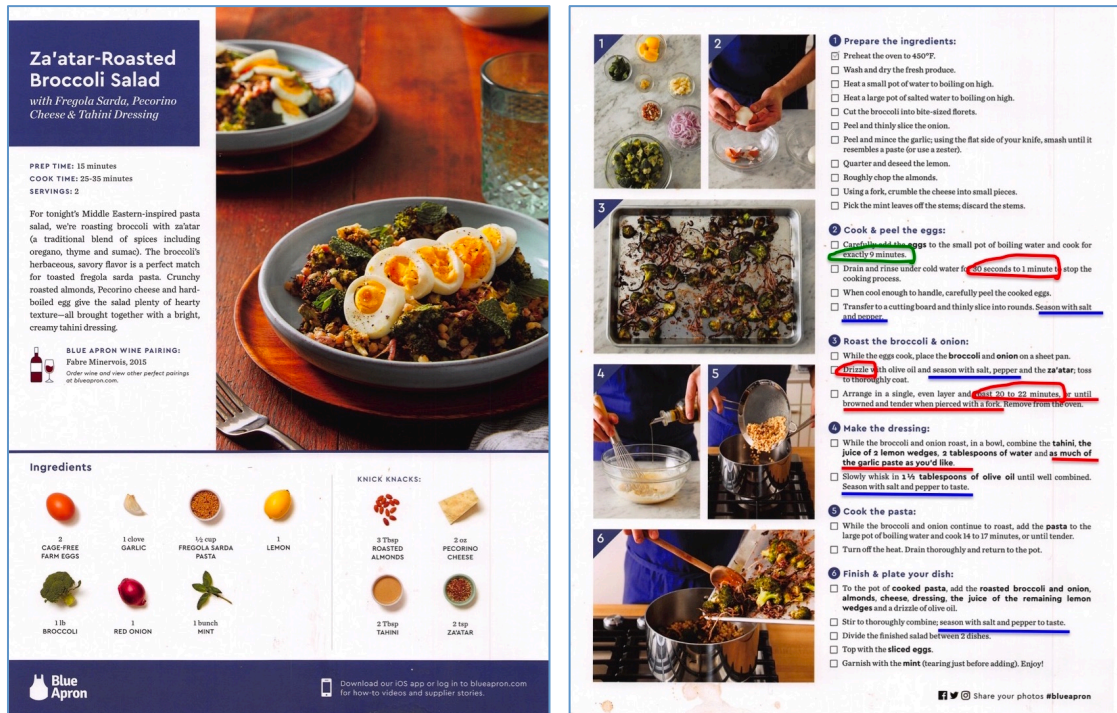 Za'atar-Roasted
Broccoli Salad
with Fregola Sarda, Pecorino
Cheese & Tahini Dressing
PREP TIME: 15 minutes
COOK TIME: 25-35 minutes
SERVINGS: 2
For tonight's Middle Eastern-inspired pasta
salad, we're roasting broccoli with za'atar
(a traditional blend of spices including
oregano, thyme and sumac). The broccoli's
herbaceous, savory flavor is a perfect match
for toasted fregola sarda pasta. Crunchy
roasted almonds, Pecorino cheese and hard-
boiled egg give the salad plenty of hearty
texture—all brought together with a bright,
creamy tahini dressing.
BLUE APRON WINE PAIRING:
Fabre Minervois, 2015
Order wine and view other perfect pairings
at blueapron.com.
Ingredients
2
CAGE-FREE
FARM EGGS
1 clove
GARLIC
½ cup
FREGOLA SARDA
PASTA
1
LEMON
1 lb
BROCCOLI
1
RED ONION
1 bunch
MINT
KNICK KNACKS:
3 Tbsp
ROASTED
ALMONDS
2 oz
PECORINO
CHEESE
2 Tbsp
TAHINI
2 tsp
ZA'ATAR
Blue
Apron
Download our iOS app or log in to blueapron.com
for how-to videos and supplier stories.
1
2
3
4
5
6
1 Prepare the ingredients:
Preheat the oven to 450°F.
Wash and dry the fresh produce.
Heat a small pot of water to boiling on high.
Heat a large pot of salted water to boiling on high.
Cut the broccoli into bite-sized florets.
Peel and thinly slice the onion.
Peel and mince the garlic; using the flat side of your knife, smash until it
resembles a paste (or use a zester).
Quarter and deseed the lemon.
Roughly chop the almonds.
Using a fork, crumble the cheese into small pieces.
Pick the mint leaves off the stems; discard the stems.
2 Cook & peel the eggs:
Carefully add the eggs to the small pot of boiling water and cook for
exactly 9 minutes.
Drain and rinse under cold water for 30 seconds to 1 minute to stop the
cooking process.
When cool enough to handle, carefully peel the cooked eggs.
Transfer to a cutting board and thinly slice into rounds. Season with salt
and pepper.
3 Roast the broccoli & onion:
While the eggs cook, place the broccoli and onion on a sheet pan.
Drizzle with olive oil and season with salt, pepper and the za'atar; toss
to thoroughly coat.
Arrange in a single, even layer and roast 20 to 22 minutes, or until
browned and tender when pierced with a fork. Remove from the oven.
4 Make the dressing:
While the broccoli and onion roast, in a bowl, combine the tahini, the
juice of 2 lemon wedges, 2 tablespoons of water and as much of
the garlic paste as you'd like.
Slowly whisk in 1½ tablespoons of olive oil until well combined.
Season with salt and pepper to taste.
5 Cook the pasta:
While the broccoli and onion continue to roast, add the pasta to the
large pot of boiling water and cook 14 to 17 minutes, or until tender.
Turn off the heat. Drain thoroughly and return to the pot.
6 Finish & plate your dish:
To the pot of cooked pasta, add the roasted broccoli and onion,
almonds, cheese, dressing, the juice of the remaining lemon
wedges and a drizzle of olive oil.
Stir to thoroughly combine; season with salt and pepper to taste.
Divide the finished salad between 2 dishes.
Top with the sliced eggs.
Garnish with the mint (tearing just before adding). Enjoy!
Share your photos #blueapron